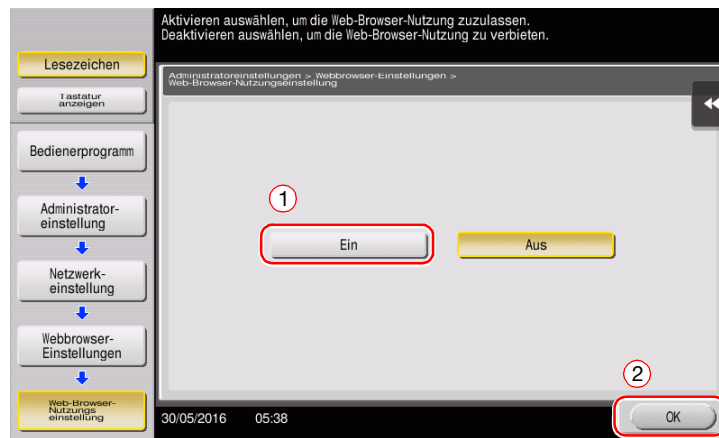 Aktivieren auswählen, um die Web-Browser-Nutzung zuzulassen.
Deaktivieren auswählen, um die Web-Browser-Nutzung zu verbieten.
Lesezeichen
Tastatur
anzeigen
Bedienerprogramm
Administrator-
einstellung
Netzwerk-
einstellung
Webbrowser-
Einstellungen
Web-Browser-
Nutzungs
einstellung
Administratoreinstellungen > Webbrowser-Einstellungen >
Web-Browser-Nutzungseinstellung
1
Ein
Aus
2
30/05/2016 05:38
OK